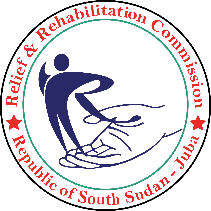 Relief & Rehabilitation Commission
Republic of South Sudan - Juba